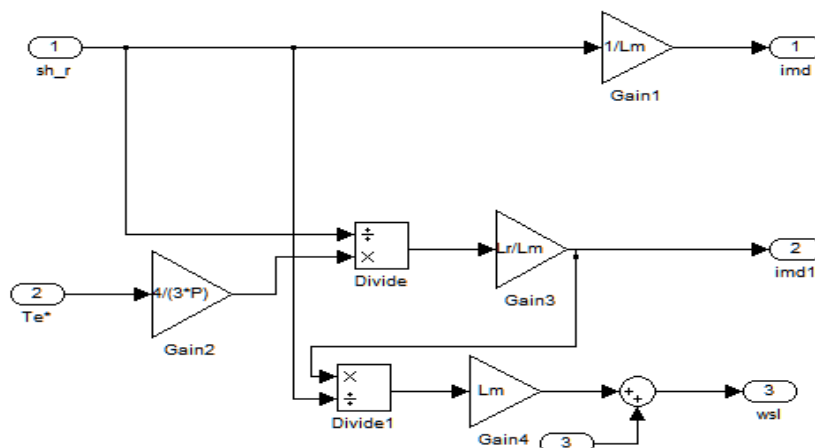 1
sh_r
1/Lm
Gain1
1
imd
÷
×
Divide
Lr/Lm
Gain3
2
imd1
2
Te*
4/(3*P)
Gain2
×
÷
Divide1
Lm
Gain4
+
+
3
wsl
3